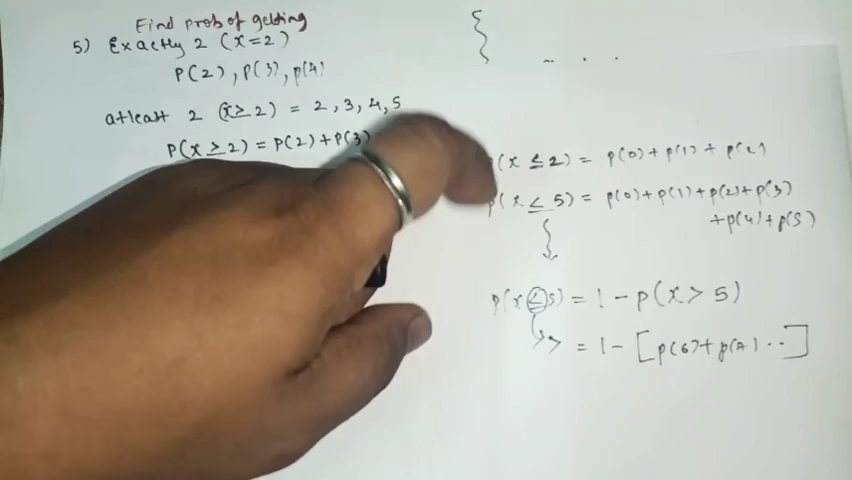 Find prob of getting
5) Exactly 2 (x=2)
P(2), P(3), P(4)
atleast 2 (x≥2) = 2, 3, 4, 5
P(x≥2) = P(2)+P(3)
(x ≤ 2) = p(0)+p(1)+p(2)
p(x ≤ 5) = p(0)+p(1)+p(2)+p(3)
+p(4)+p(5)
p(x ≤ 5) = 1 - p(x > 5)
> = 1 - [p(6)+p(7) ..]